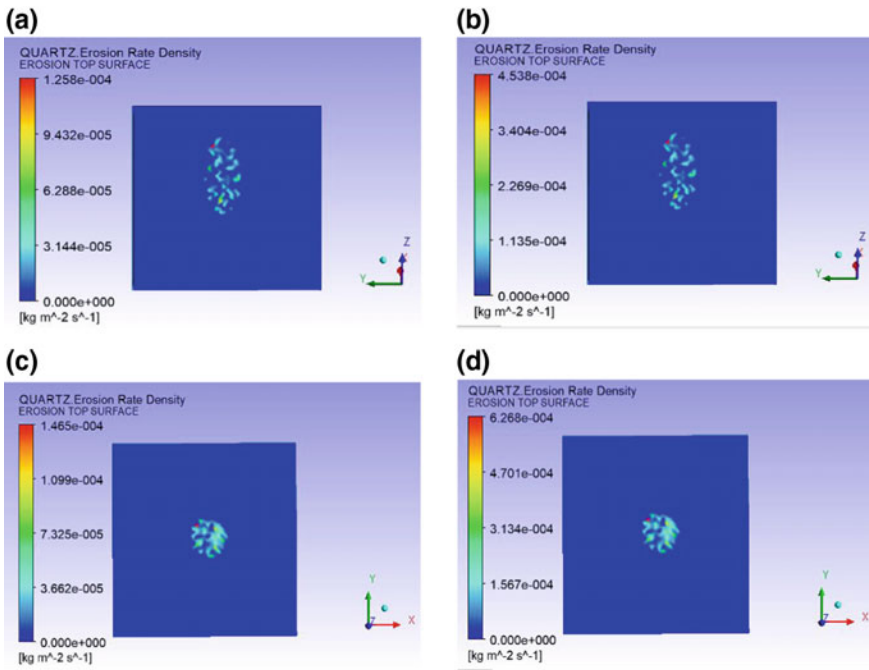 (a)
QUARTZ.Erosion Rate Density
EROSION TOP SURFACE
1.258e-004
9.432e-005
6.288e-005
3.144e-005
0.000e+000
[kg m^-2 s^-1]
Z
X
Y
(b)
QUARTZ.Erosion Rate Density
EROSION TOP SURFACE
4.538e-004
3.404e-004
2.269e-004
1.135e-004
0.000e+000
[kg m^-2 s^-1]
Z
X
Y
(c)
QUARTZ.Erosion Rate Density
EROSION TOP SURFACE
1.465e-004
1.099e-004
7.325e-005
3.662e-005
0.000e+000
[kg m^-2 s^-1]
Y
Z
X
(d)
QUARTZ.Erosion Rate Density
EROSION TOP SURFACE
6.268e-004
4.701e-004
3.134e-004
1.567e-004
0.000e+000
[kg m^-2 s^-1]
Y
Z
X